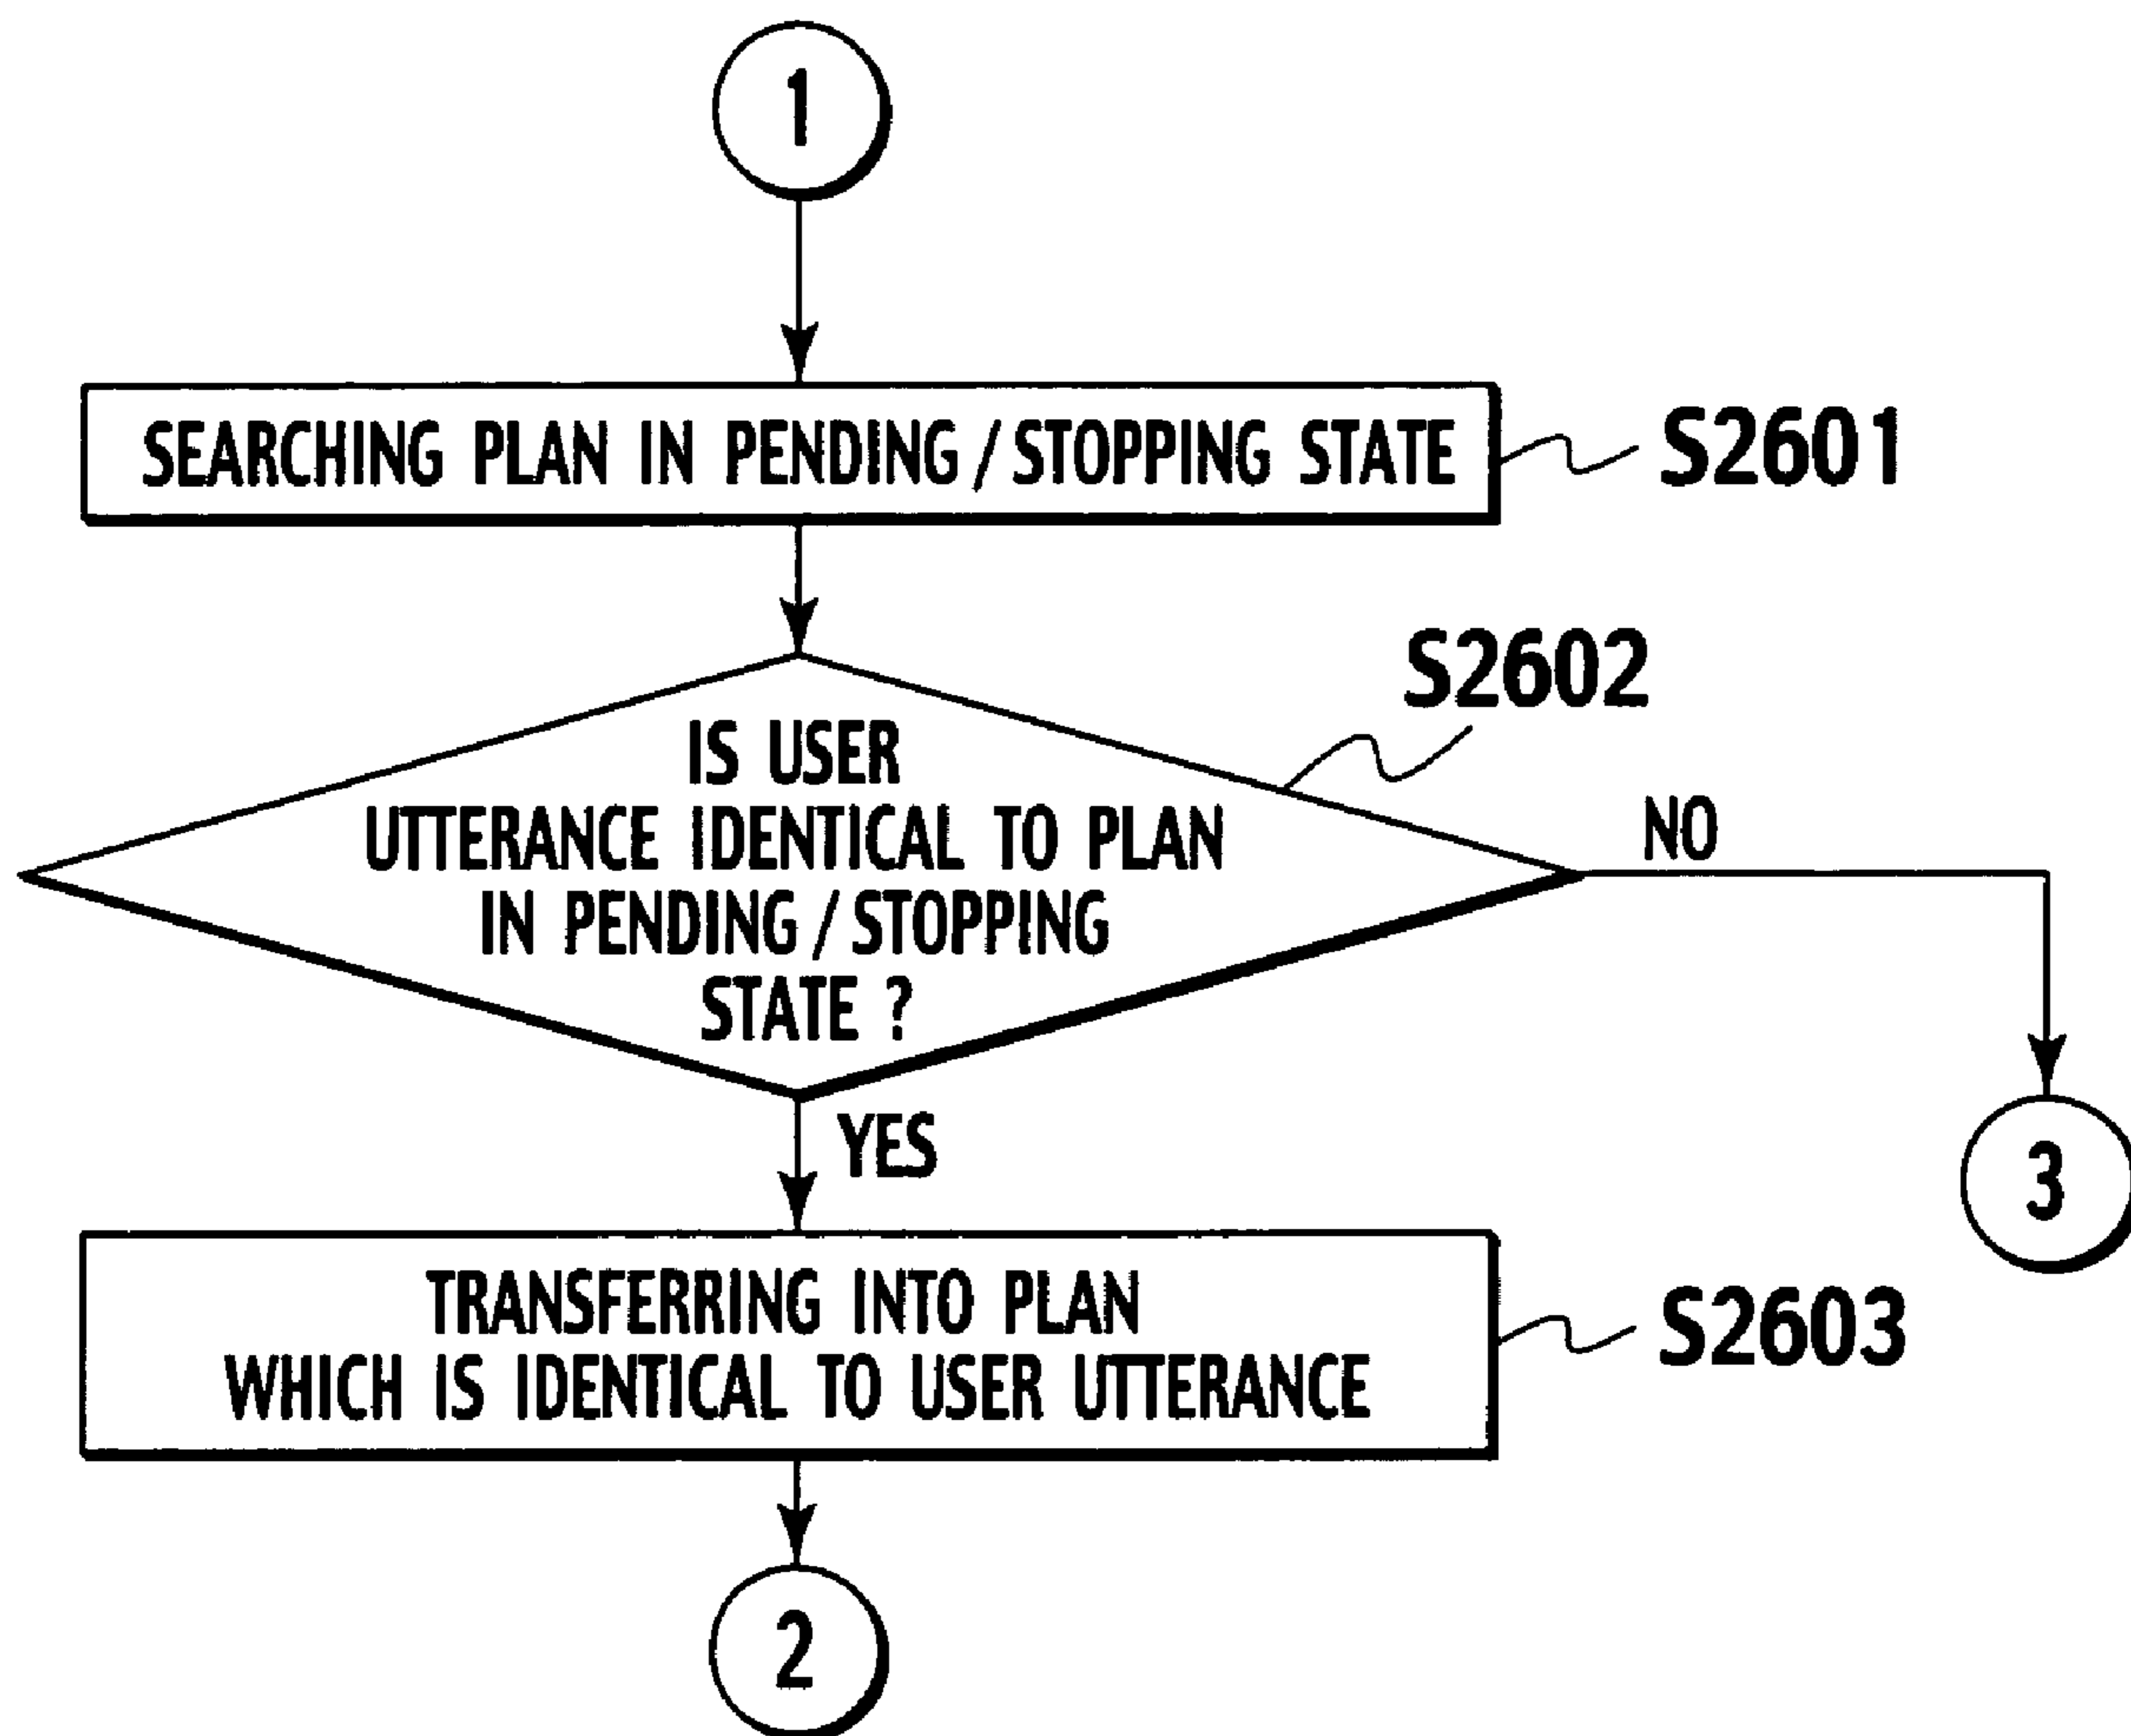 1
SEARCHING PLAN IN PENDING/STOPPING STATE
S2601
S2602
IS USER
UTTERANCE IDENTICAL TO PLAN
IN PENDING/STOPPING
STATE ?
NO
YES
3
TRANSFERRING INTO PLAN
WHICH IS IDENTICAL TO USER UTTERANCE
S2603
2